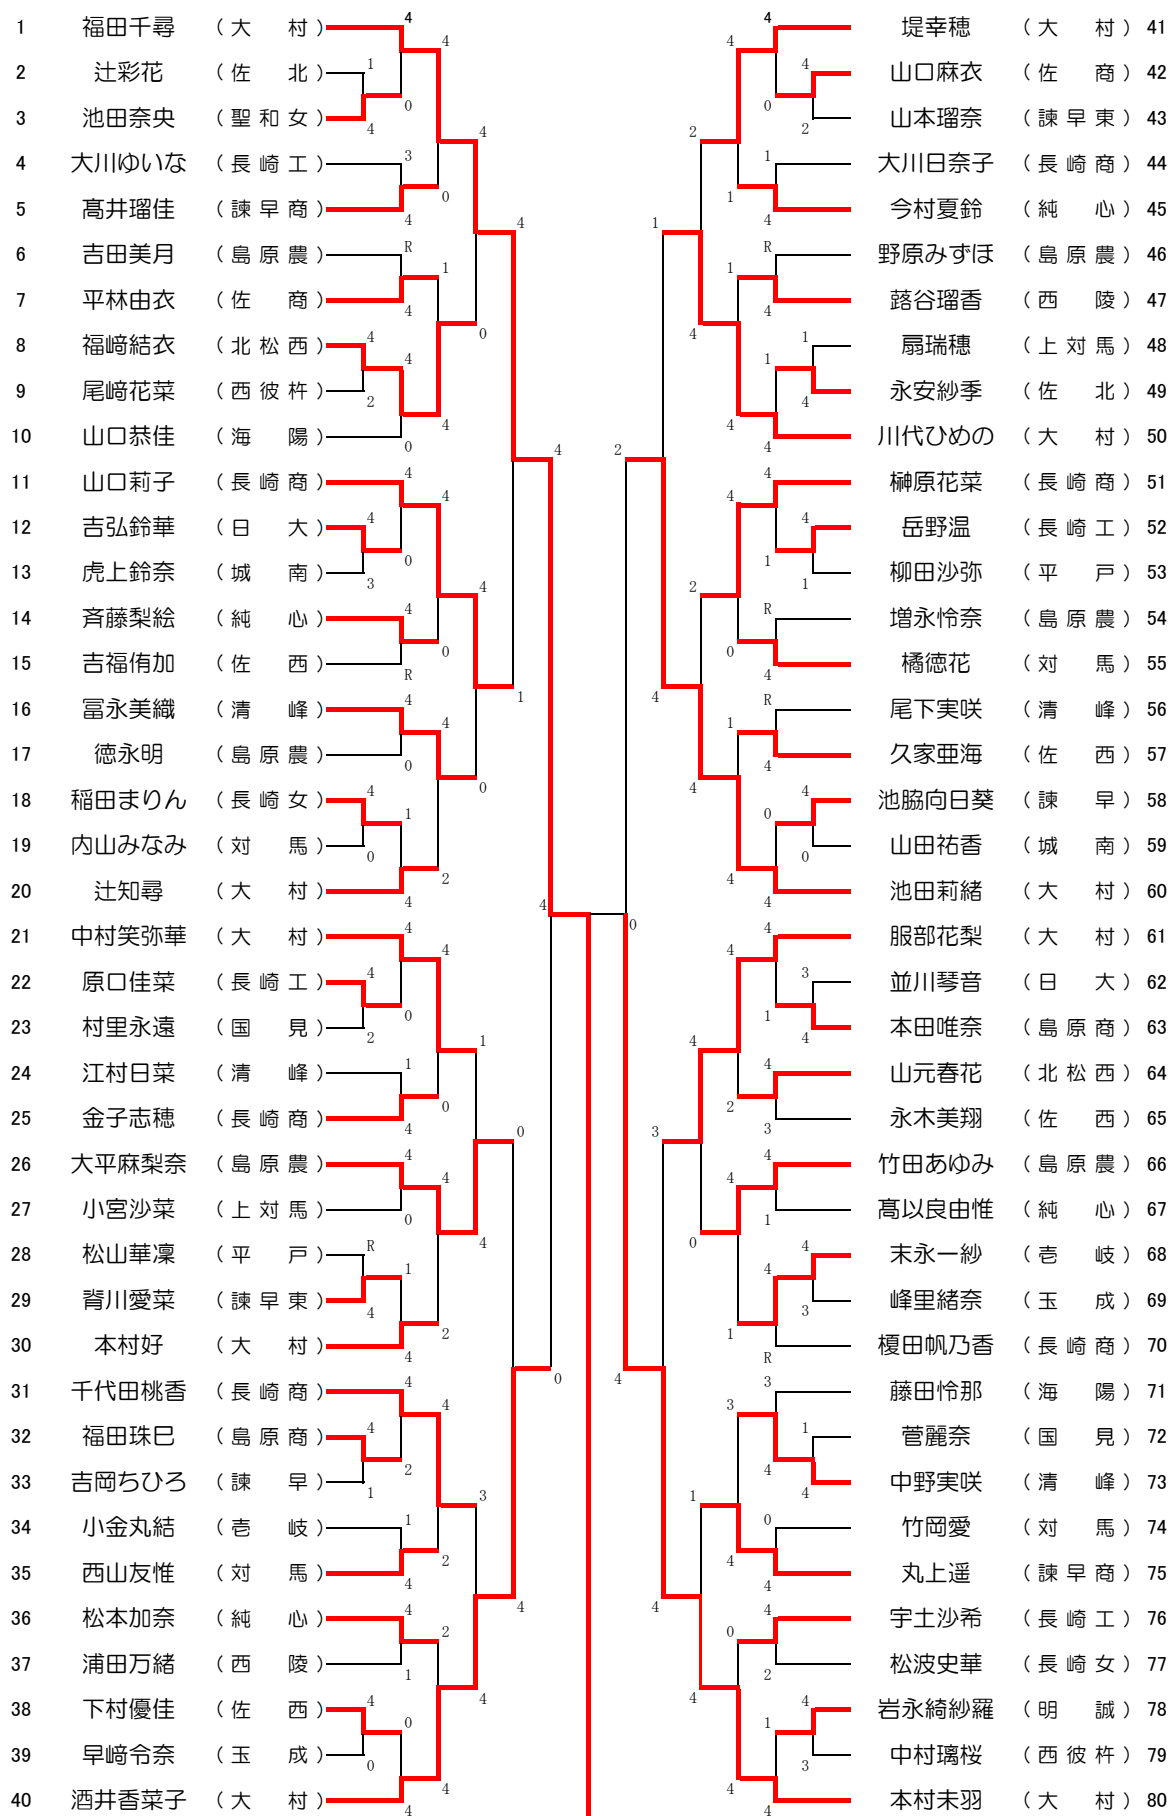 1 福田千尋 （大 村）
2 辻彩花 （佐 北）
3 池田奈央 （聖和女）
4 大川ゆいな （長崎工）
5 髙井瑠佳 （諫早商）
6 吉田美月 （島原農）
7 平林由衣 （佐 商）
8 福﨑結衣 （北松西）
9 尾﨑花菜 （西彼杵）
10 山口恭佳 （海 陽）
11 山口莉子 （長崎商）
12 吉弘鈴華 （日 大）
13 虎上鈴奈 （城 南）
14 斉藤梨絵 （純 心）
15 吉福侑加 （佐 西）
16 冨永美織 （清 峰）
17 徳永明 （島原農）
18 稲田まりん （長崎女）
19 内山みなみ （対 馬）
20 辻知尋 （大 村）
21 中村笑弥華 （大 村）
22 原口佳菜 （長崎工）
23 村里永遠 （国 見）
24 江村日菜 （清 峰）
25 金子志穂 （長崎商）
26 大平麻梨奈 （島原農）
27 小宮沙菜 （上対馬）
28 松山華凜 （平 戸）
29 脊川愛菜 （諫早東）
30 本村好 （大 村）
31 千代田桃香 （長崎商）
32 福田珠巳 （島原商）
33 吉岡ちひろ （諫 早）
34 小金丸結 （壱 岐）
35 西山友惟 （対 馬）
36 松本加奈 （純 心）
37 浦田万緒 （西 陵）
38 下村優佳 （佐 西）
39 早﨑令奈 （玉 成）
40 酒井香菜子 （大 村）
堤幸穂 （大 村） 41
山口麻衣 （佐 商） 42
山本瑠奈 （諫早東） 43
大川日奈子 （長崎商） 44
今村夏鈴 （純 心） 45
野原みずほ （島原農） 46
蕗谷瑠香 （西 陵） 47
扇瑞穂 （上対馬） 48
永安紗季 （佐 北） 49
川代ひめの （大 村） 50
榊原花菜 （長崎商） 51
岳野温 （長崎工） 52
柳田沙弥 （平 戸） 53
増永怜奈 （島原農） 54
橘徳花 （対 馬） 55
尾下実咲 （清 峰） 56
久家亜海 （佐 西） 57
池脇向日葵 （諫 早） 58
山田祐香 （城 南） 59
池田莉緒 （大 村） 60
服部花梨 （大 村） 61
並川琴音 （日 大） 62
本田唯奈 （島原商） 63
山元春花 （北松西） 64
永木美翔 （佐 西） 65
竹田あゆみ （島原農） 66
髙以良由惟 （純 心） 67
末永一紗 （壱 岐） 68
峰里緒奈 （玉 成） 69
榎田帆乃香 （長崎商） 70
藤田怜那 （海 陽） 71
菅麗奈 （国 見） 72
中野実咲 （清 峰） 73
竹岡愛 （対 馬） 74
丸上遥 （諫早商） 75
宇土沙希 （長崎工） 76
松波史華 （長崎女） 77
岩永綺紗羅 （明 誠） 78
中村璃桜 （西彼杵） 79
本村未羽 （大 村） 80